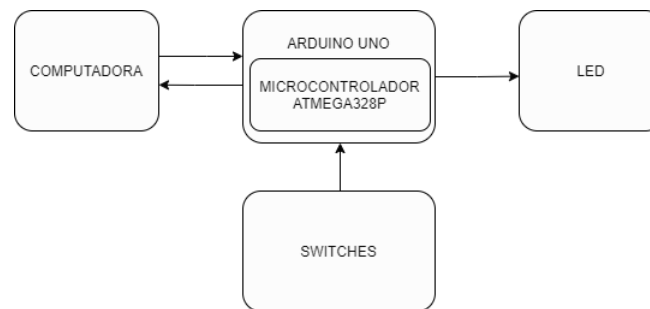 COMPUTADORA
ARDUINO UNO
MICROCONTROLADOR
ATMEGA328P
LED
SWITCHES